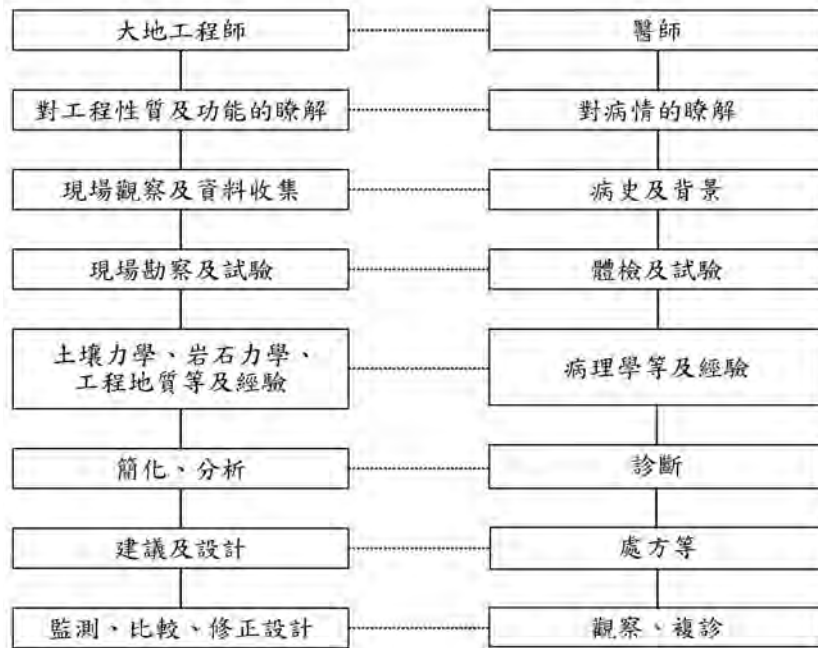 大地工程師
醫師
對工程性質及功能的瞭解
對病情的瞭解
現場觀察及資料收集
病史及背景
現場勘察及試驗
體檢及試驗
土壤力學、岩石力學、
工程地質等及經驗
病理學等及經驗
簡化、分析
診斷
建議及設計
處方等
監測、比較、修正設計
觀察、複診